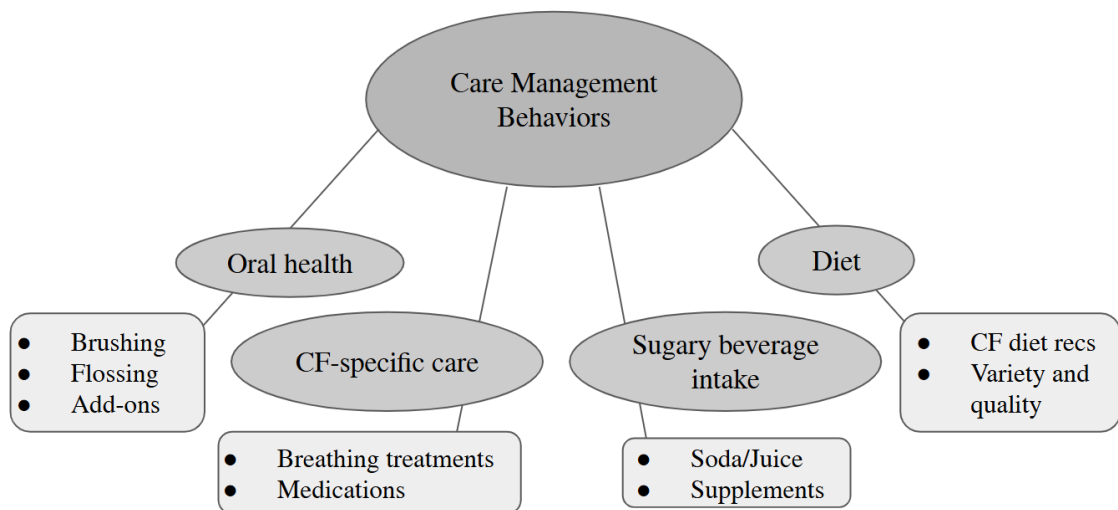 Care Management
Behaviors
Oral health
● Brushing
● Flossing
● Add-ons
CF-specific care
● Breathing treatments
● Medications
Sugary beverage
intake
● Soda/Juice
● Supplements
Diet
● CF diet recs
● Variety and
quality